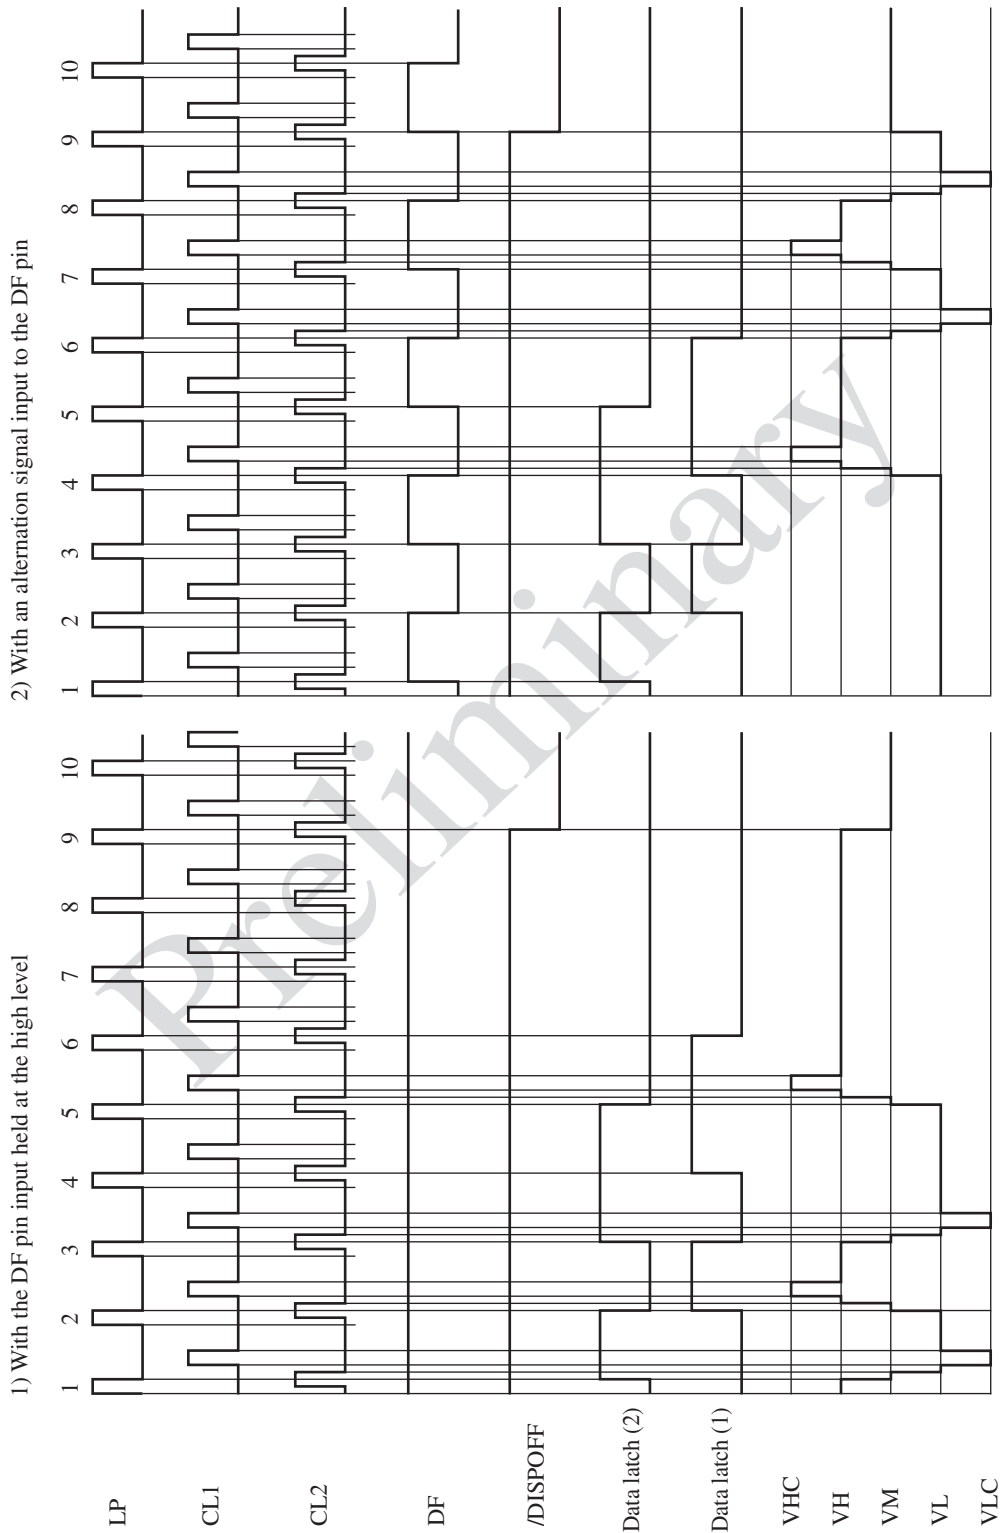 1) With the DF pin input held at the high level
2) With an alternation signal input to the DF pin
1 2 3 4 5 6 7 8 9 10
1 2 3 4 5 6 7 8 9 10
LP
CL1
CL2
DF
/DISPOFF
Data latch (2)
Data latch (1)
VHC
VH
VM
VL
VLC
Preliminary